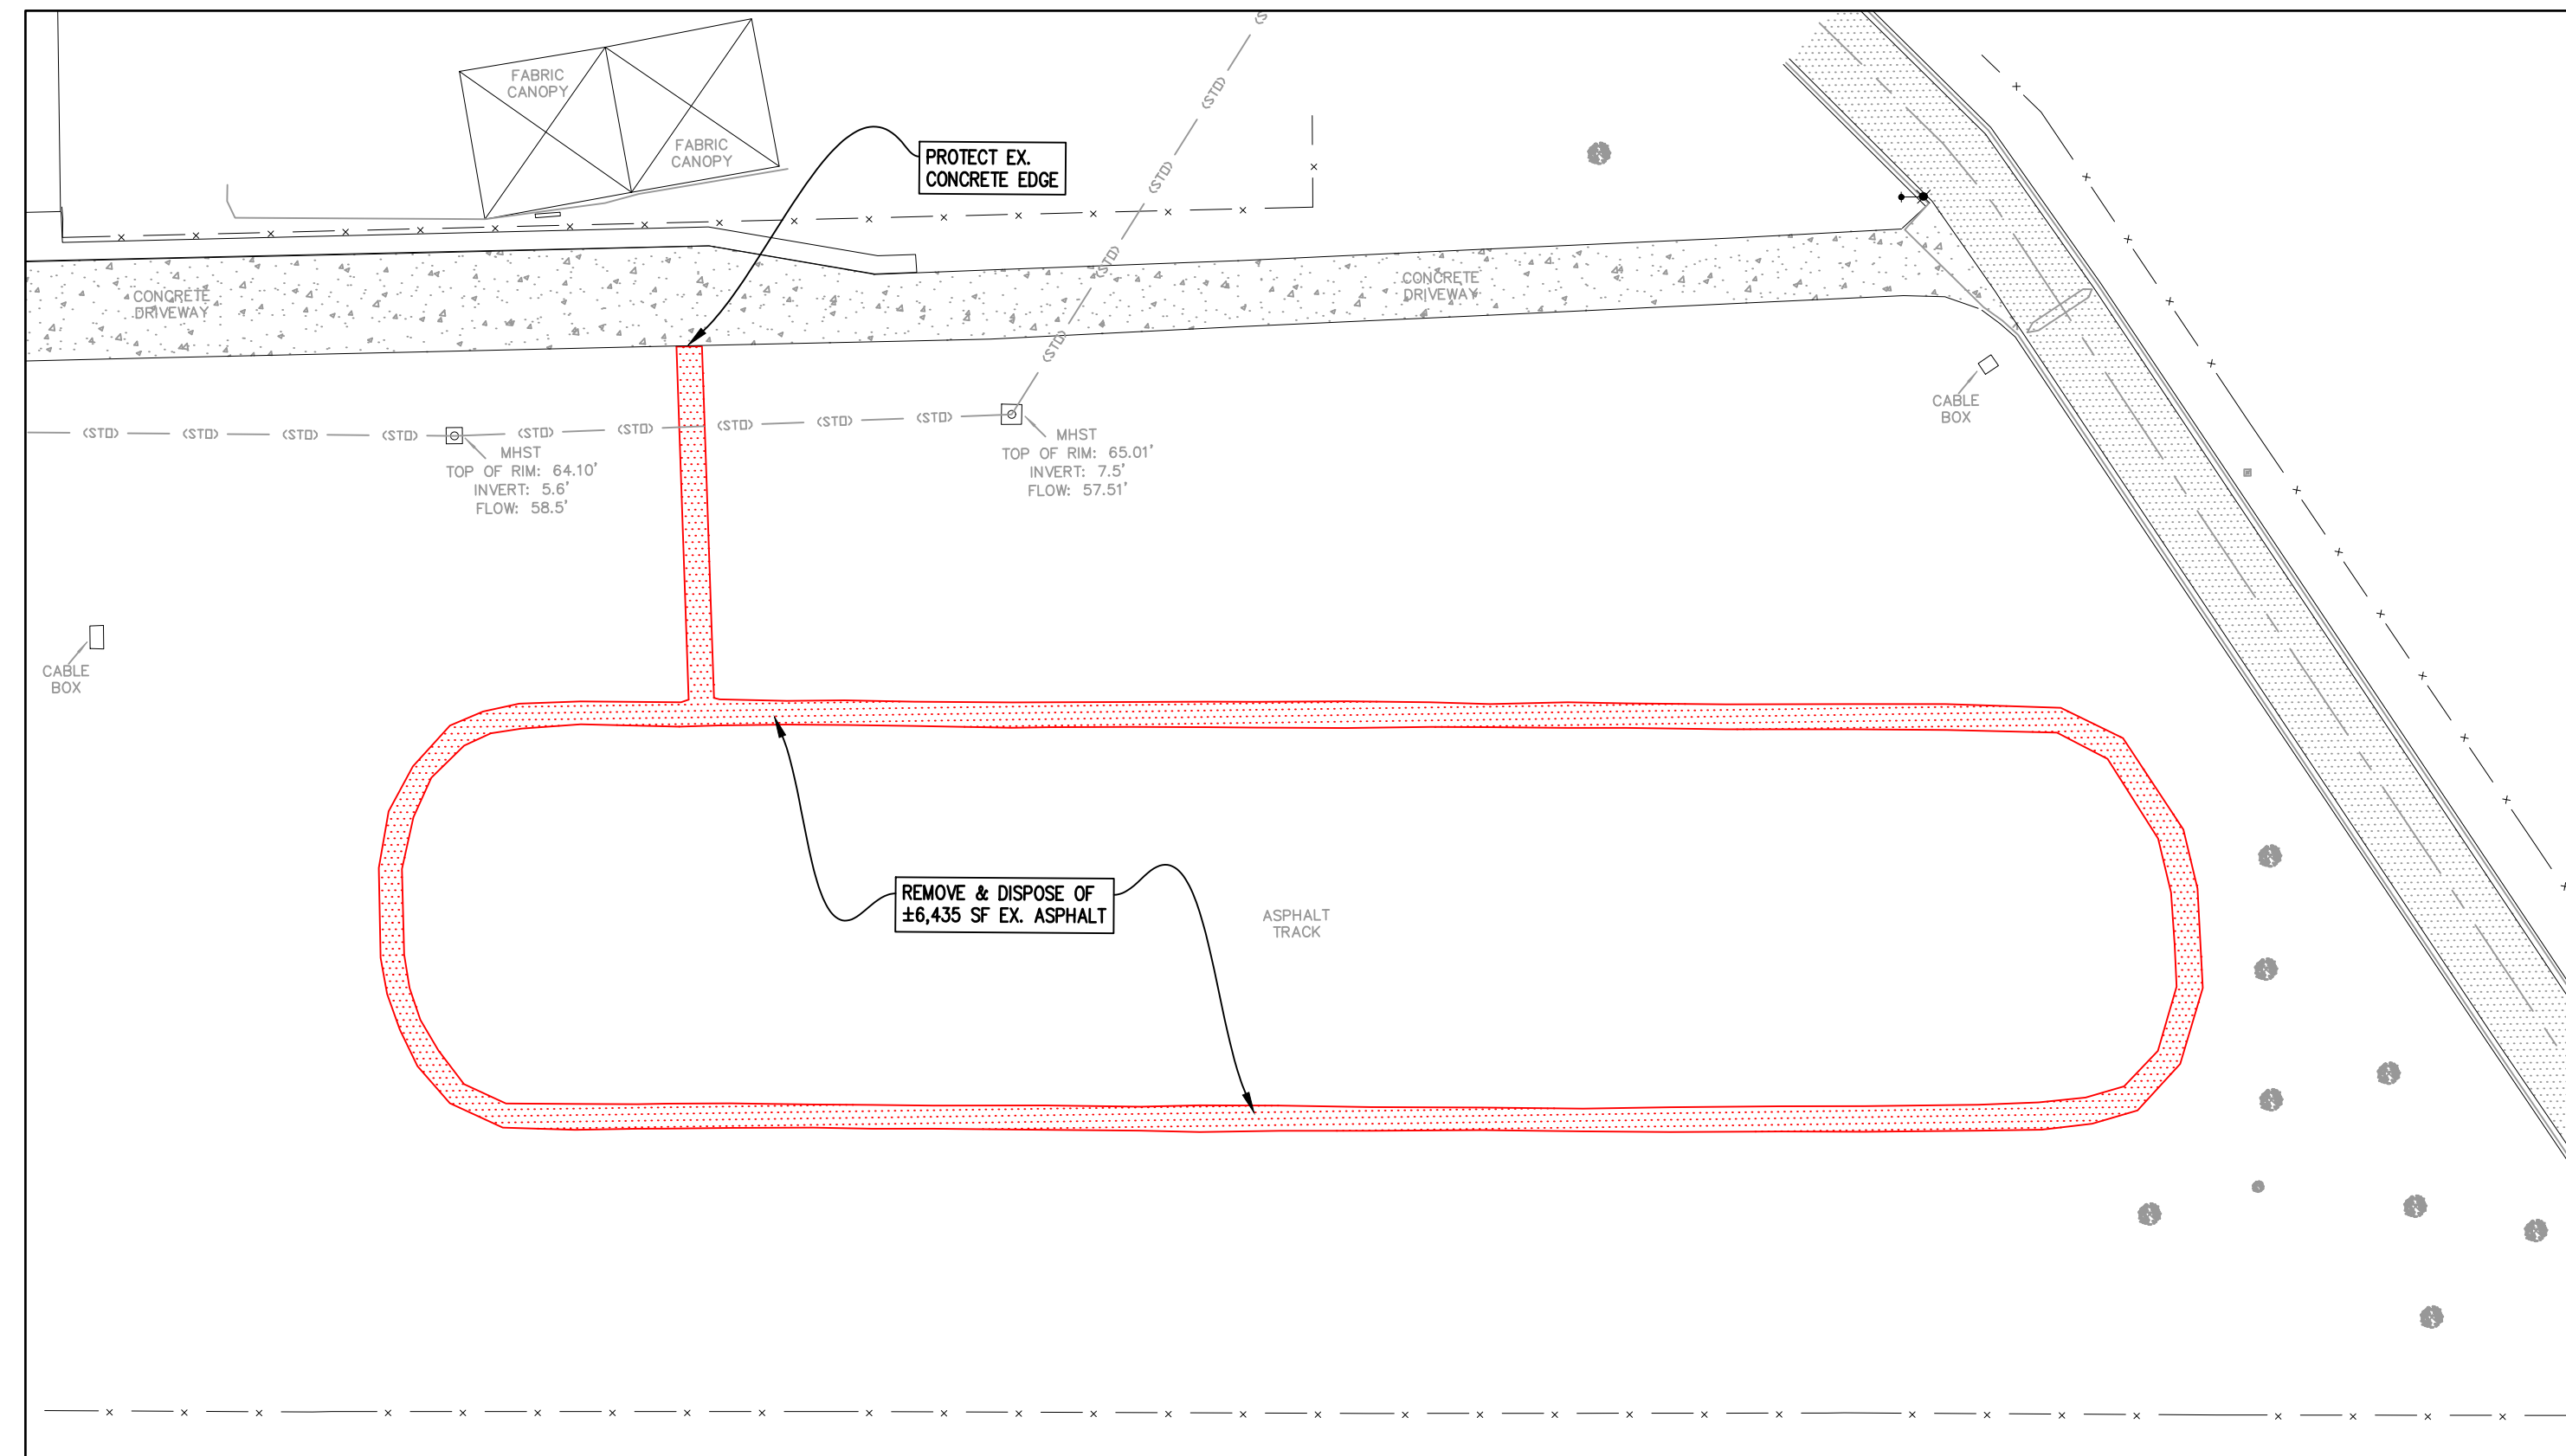 FABRIC
CANOPY
FABRIC
CANOPY
PROTECT EX.
CONCRETE EDGE
(STD)
(STD)
(STD)
(STD)
CONCRETE
DRIVEWAY
CONCRETE
DRIVEWAY
CABLE
BOX
(STD)
(STD)
(STD)
(STD)
(STD)
(STD)
(STD)
(STD)
(STD)
MHST
TOP OF RIM: 64.10'
INVERT: 5.6'
FLOW: 58.5'
MHST
TOP OF RIM: 65.01'
INVERT: 7.5'
FLOW: 57.51'
CABLE
BOX
REMOVE & DISPOSE OF
±6,435 SF EX. ASPHALT
ASPHALT
TRACK